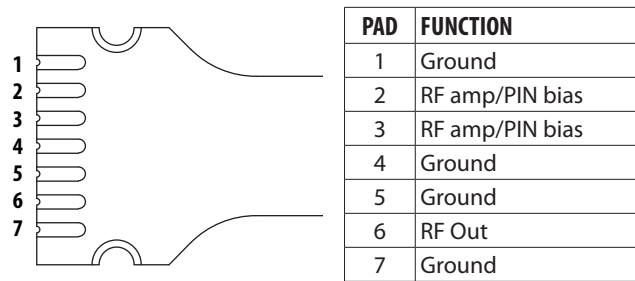 1
2
3
4
5
6
7
PAD FUNCTION
1 Ground
2 RF amp/PIN bias
3 RF amp/PIN bias
4 Ground
5 Ground
6 RF Out
7 Ground